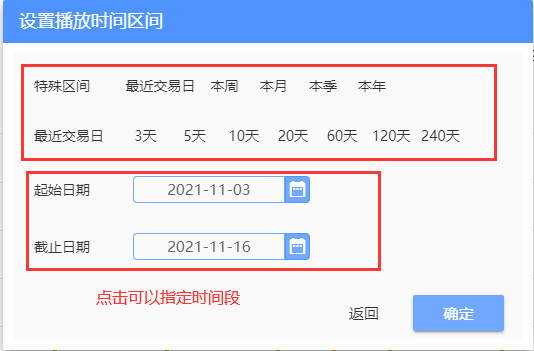 设置播放时间区间
特殊区间 最近交易日 本周 本月 本季 本年
最近交易日 3天 5天 10天 20天 60天 120天 240天
起始日期 2021-11-03
截止日期 2021-11-16
点击可以指定时间段
返回 确定